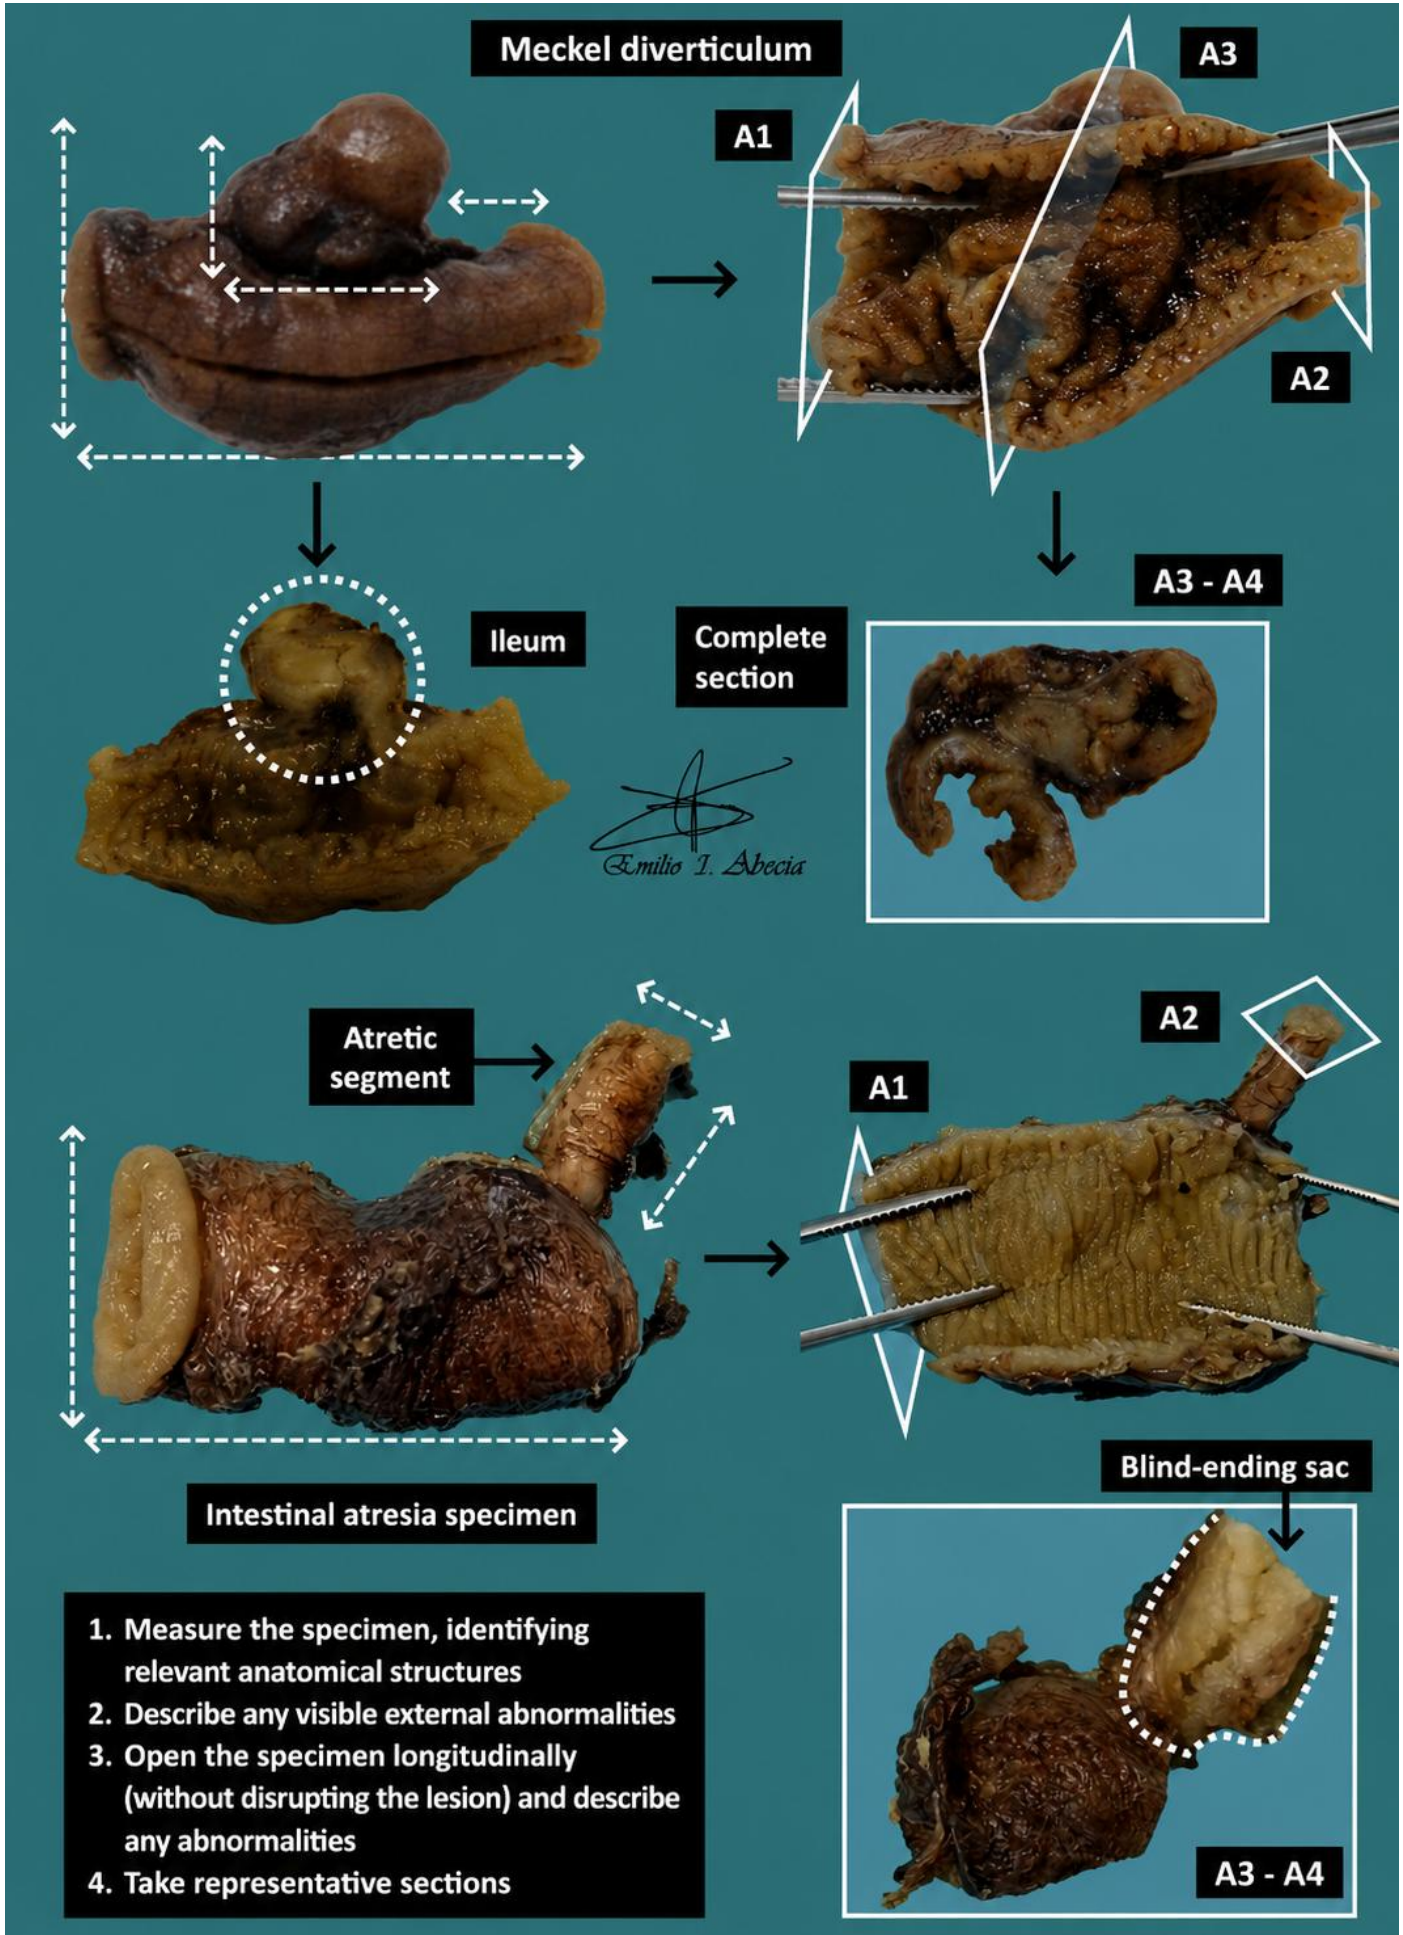 Meckel diverticulum
A3
A1
A2
A3 - A4
Ileum
Complete
section
Emilio I. Abecia
Atretic
segment
A2
A1
Blind-ending sac
Intestinal atresia specimen
1. Measure the specimen, identifying
relevant anatomical structures
2. Describe any visible external abnormalities
3. Open the specimen longitudinally
(without disrupting the lesion) and describe
any abnormalities
4. Take representative sections
A3 - A4